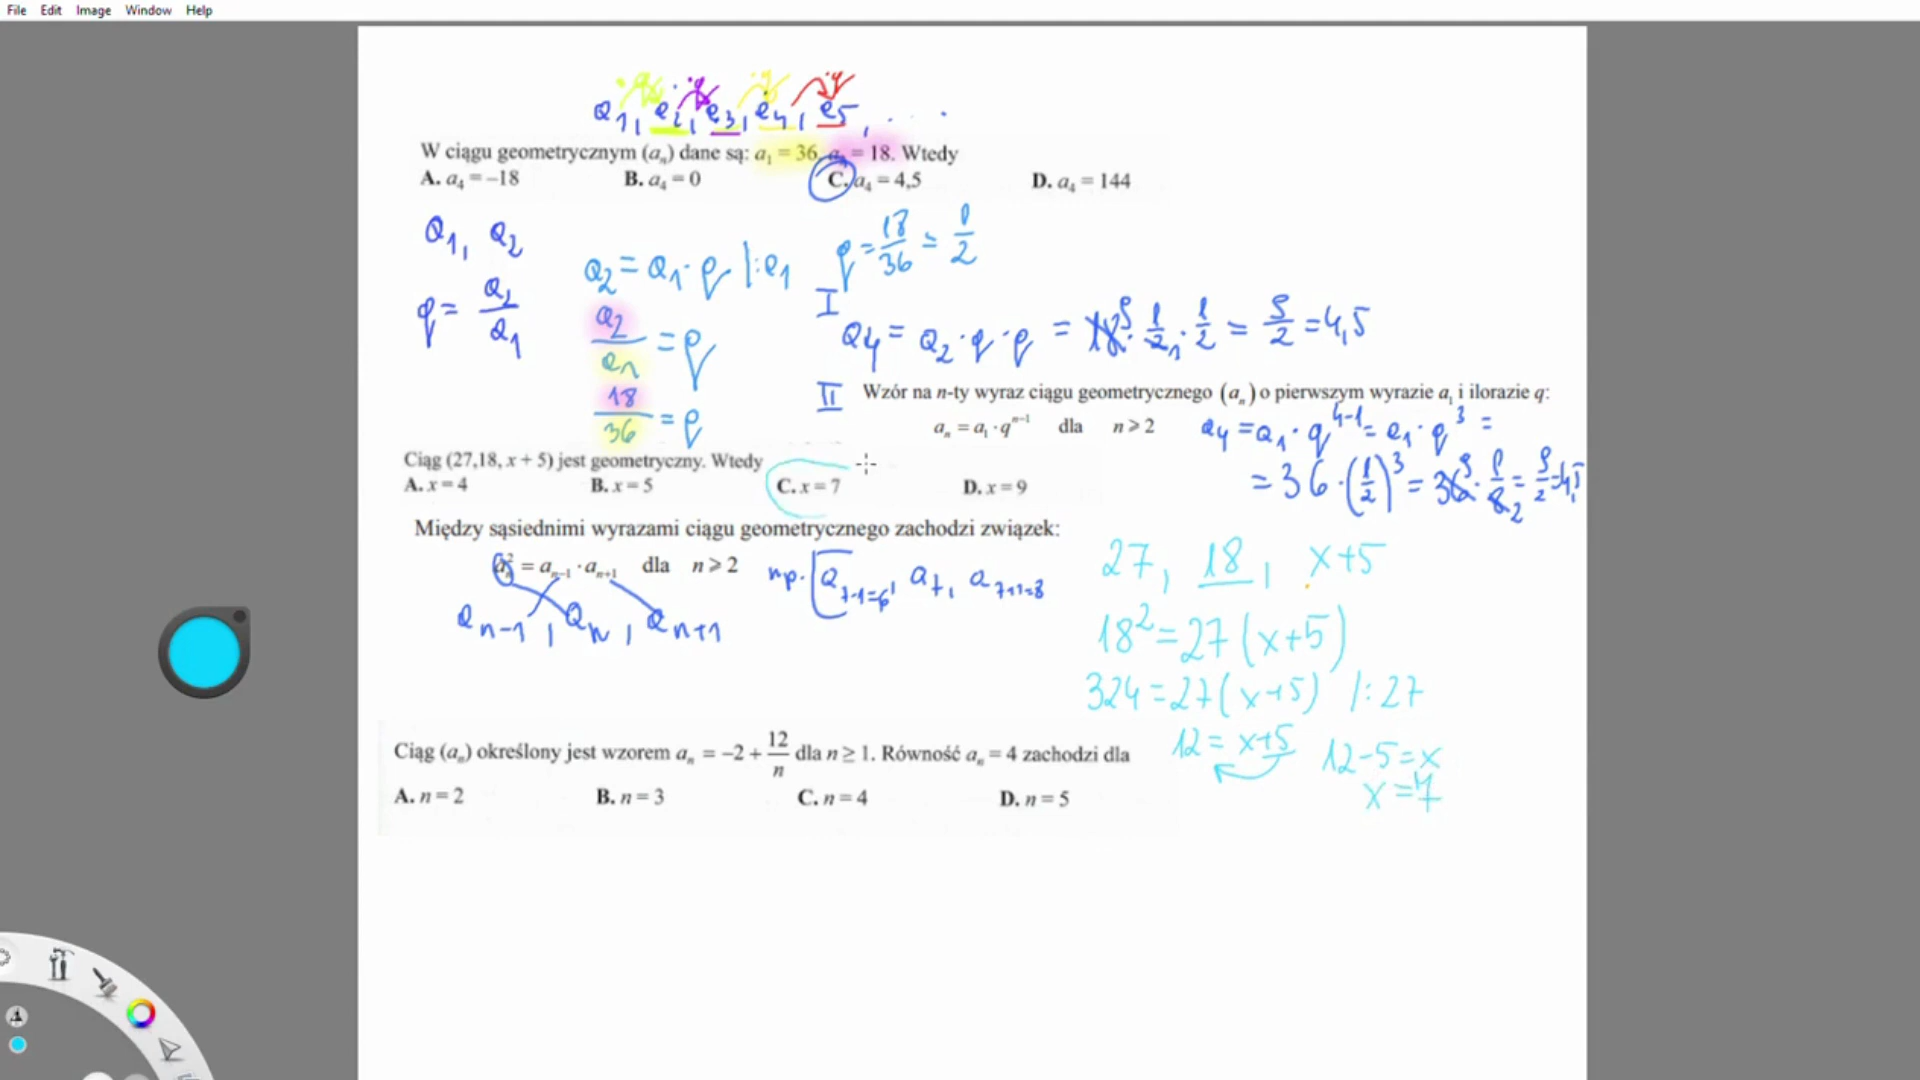 File Edit Image Window Help
·q ·q ·q ·q
a1, a2, a3, a4, a5, ....
W ciągu geometrycznym (aₙ) dane są: a₁ = 36, a₂ = 18. Wtedy
A. a₄ = –18 B. a₄ = 0 C. a₄ = 4,5 D. a₄ = 144
a1, a2
q = a2/a1
a2 = a1 · q |: a1
a2/a1 = q
18/36 = q
q = 18/36 = 1/2
I
a4 = a2 · q · q = 18 9 · 1/2 1 · 1/2 = 9/2 = 4,5
II Wzór na n-ty wyraz ciągu geometrycznego (aₙ) o pierwszym wyrazie a₁ i ilorazie q:
aₙ = a₁ · qⁿ⁻¹ dla n ⩾ 2
a4 = a1 · q⁴⁻¹ = a1 · q³ =
= 36 · (1/2)³ = 36 9 · 1/8 2 = 9/2 = 4,5
Ciąg (27,18, x + 5) jest geometryczny. Wtedy
A. x = 4 B. x = 5 C. x = 7 D. x = 9
Między sąsiednimi wyrazami ciągu geometrycznego zachodzi związek:
aₙ² = aₙ₋₁ · aₙ₊₁ dla n ⩾ 2
an-1, an, an+1
np. a7-1=6, a7, a7+1=8
27, 18, x+5
18² = 27(x+5)
324 = 27(x+5) |: 27
12 = x+5
12-5 = x
x = 7
Ciąg (aₙ) określony jest wzorem aₙ = –2 + 12/n dla n ≥ 1. Równość aₙ = 4 zachodzi dla
A. n = 2 B. n = 3 C. n = 4 D. n = 5